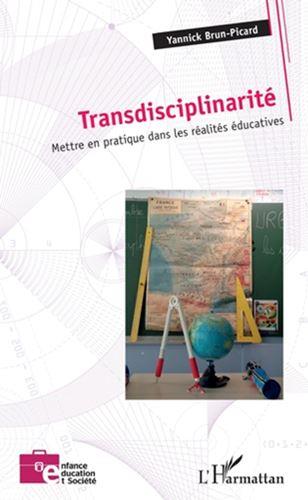 Yannick Brun-Picard
Transdisciplinarité
Mettre en pratique dans les réalités éducatives
FRANCE
enfance
éducation
et Société
L'Harmattan